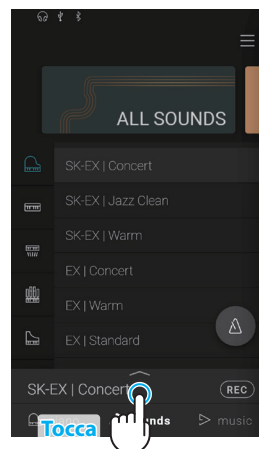 ALL SOUNDS
SK-EX | Concert
SK-EX | Jazz Clean
SK-EX | Warm
EX | Concert
EX | Warm
EX | Standard
SK-EX | Concert
REC
Tocca
music